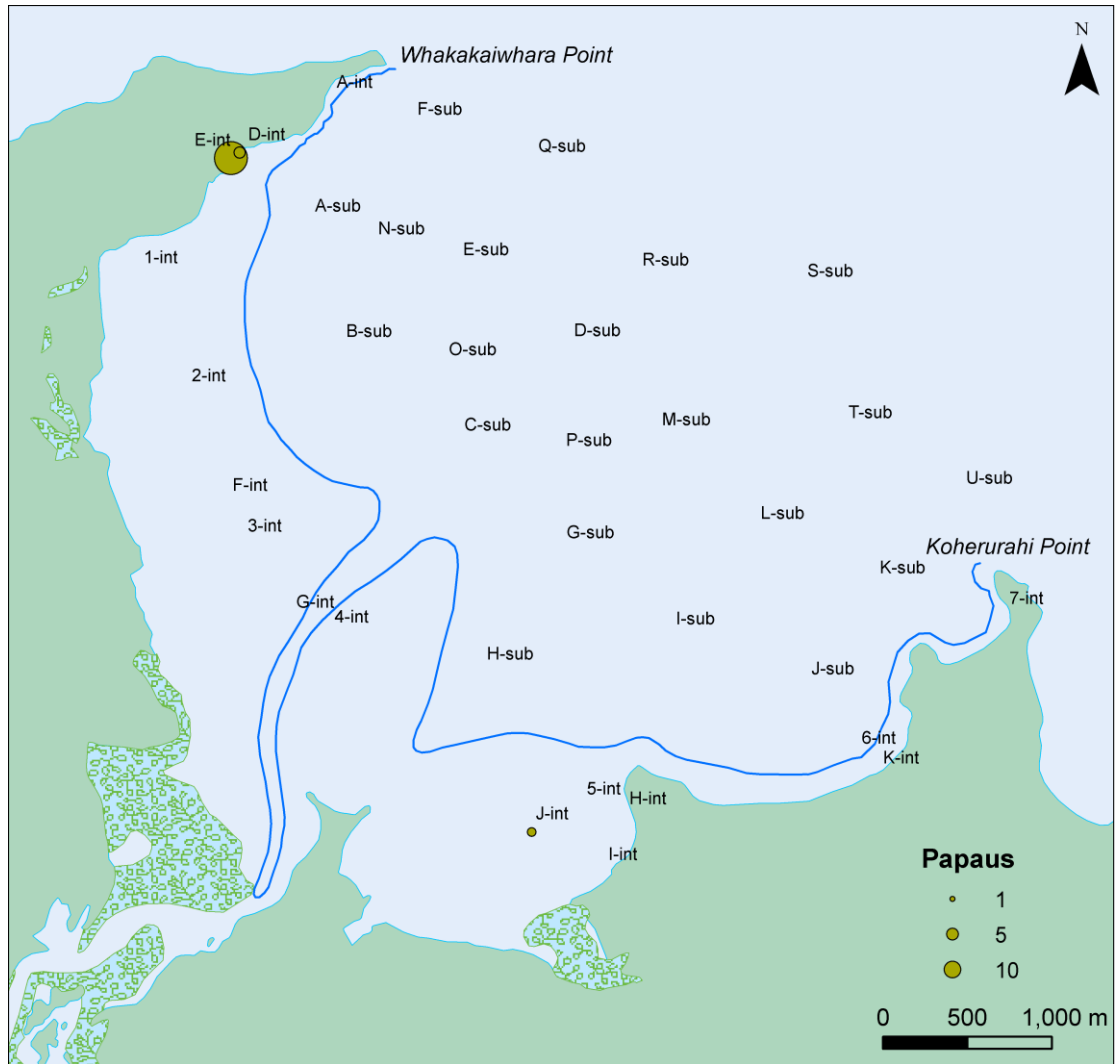 N
Whakakaiwhara Point
A-int
F-sub
D-int
E-int
Q-sub
A-sub
N-sub
E-sub
1-int
R-sub
S-sub
B-sub
D-sub
O-sub
2-int
T-sub
M-sub
C-sub
P-sub
U-sub
F-int
L-sub
3-int
G-sub
Koherurahi Point
K-sub
7-int
G-int
4-int
I-sub
H-sub
J-sub
6-int
K-int
5-int
H-int
J-int
I-int
Papaus
1
5
10
0 500 1,000 m